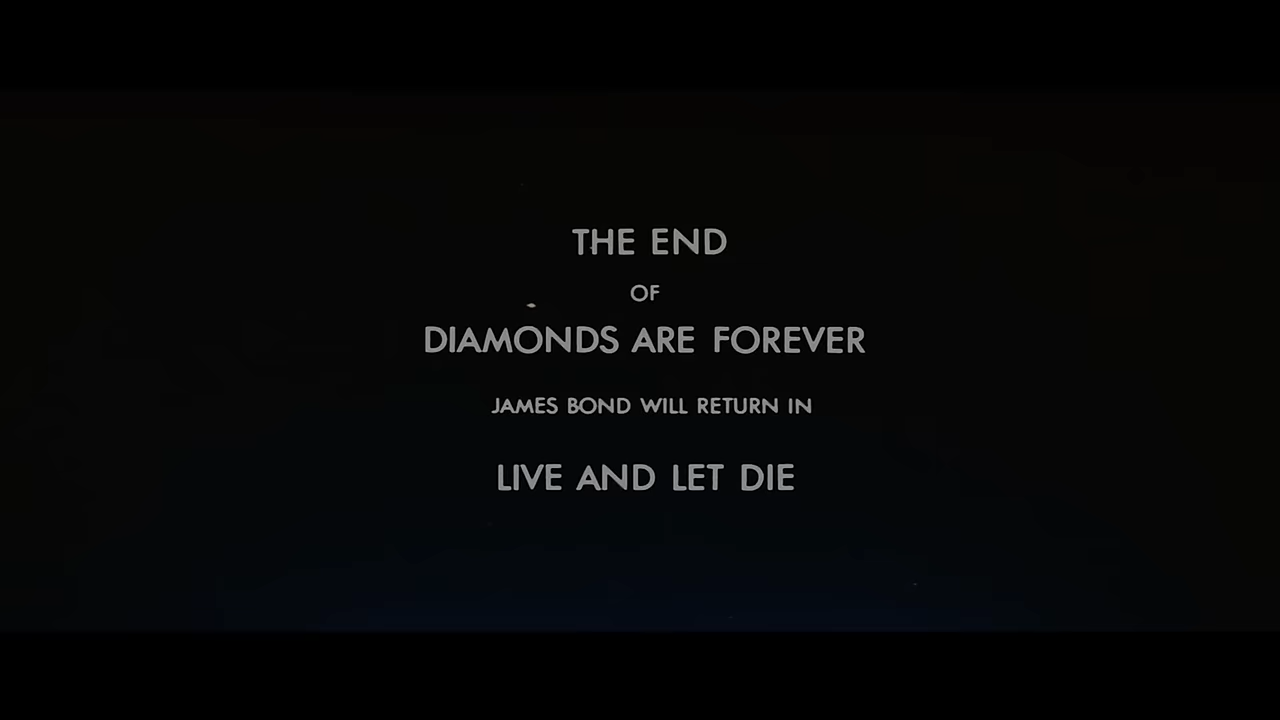 THE END
OF
DIAMONDS ARE FOREVER
JAMES BOND WILL RETURN IN
LIVE AND LET DIE